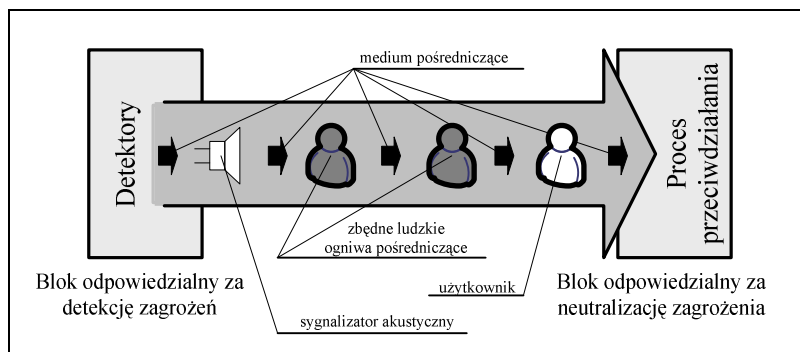 medium pośredniczące
Detektory
Proces
przeciwdziałania
zbędne ludzkie
ogniwa pośredniczące
Blok odpowiedzialny za
detekcję zagrożeń
użytkownik
Blok odpowiedzialny za
neutralizację zagrożenia
sygnalizator akustyczny